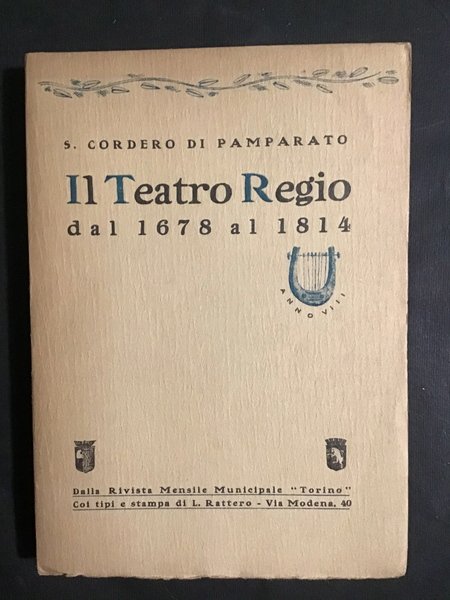 S. CORDERO DI PAMPARATO
Il Teatro Regio
dal 1678 al 1814
ANNO VIII
Dalla Rivista Mensile Municipale "Torino"
Coi tipi e stampa di L. Rattero - Via Modena, 40